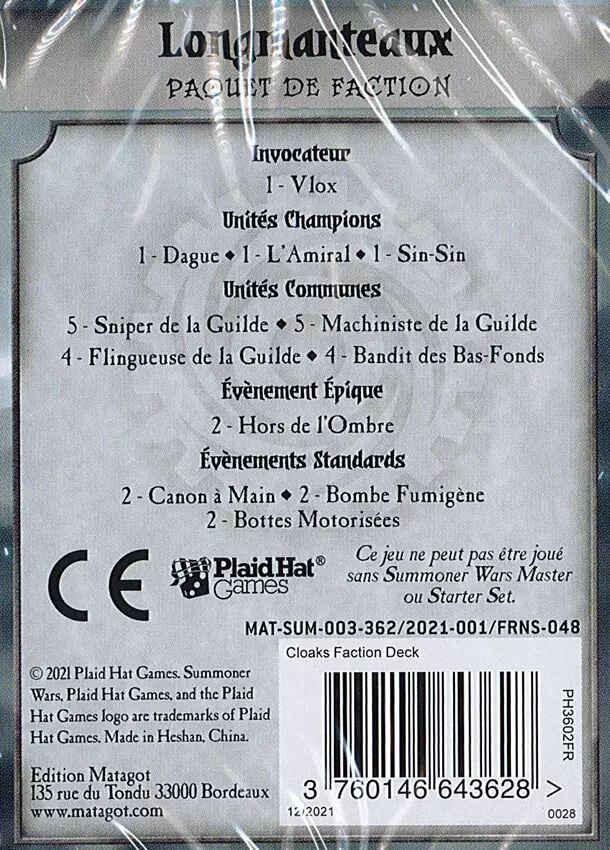 Longmanteaux
PAQUET DE FACTION
Invocateur
1 - Vlox
Unités Champions
1 - Dague ◆ 1 - L'Amiral ◆ 1 - Sin-Sin
Unités Communes
5 - Sniper de la Guilde ◆ 5 - Machiniste de la Guilde
4 - Flingueuse de la Guilde ◆ 4 - Bandit des Bas-Fonds
Évènement Épique
2 - Hors de l'Ombre
Évènements Standards
2 - Canon à Main ◆ 2 - Bombe Fumigène
2 - Bottes Motorisées
CE
PlaidHat®
Games
Ce jeu ne peut pas être joué
sans Summoner Wars Master
ou Starter Set.
MAT-SUM-003-362/2021-001/FRNS-048
© 2021 Plaid Hat Games. Summoner
Wars, Plaid Hat Games, and the Plaid
Hat Games logo are trademarks of Plaid
Hat Games. Made in Heshan, China.
Edition Matagot
135 rue du Tondu 33000 Bordeaux
www.matagot.com
Cloaks Faction Deck
PH3602FR
3 760146 643628 >
12/2021
0028